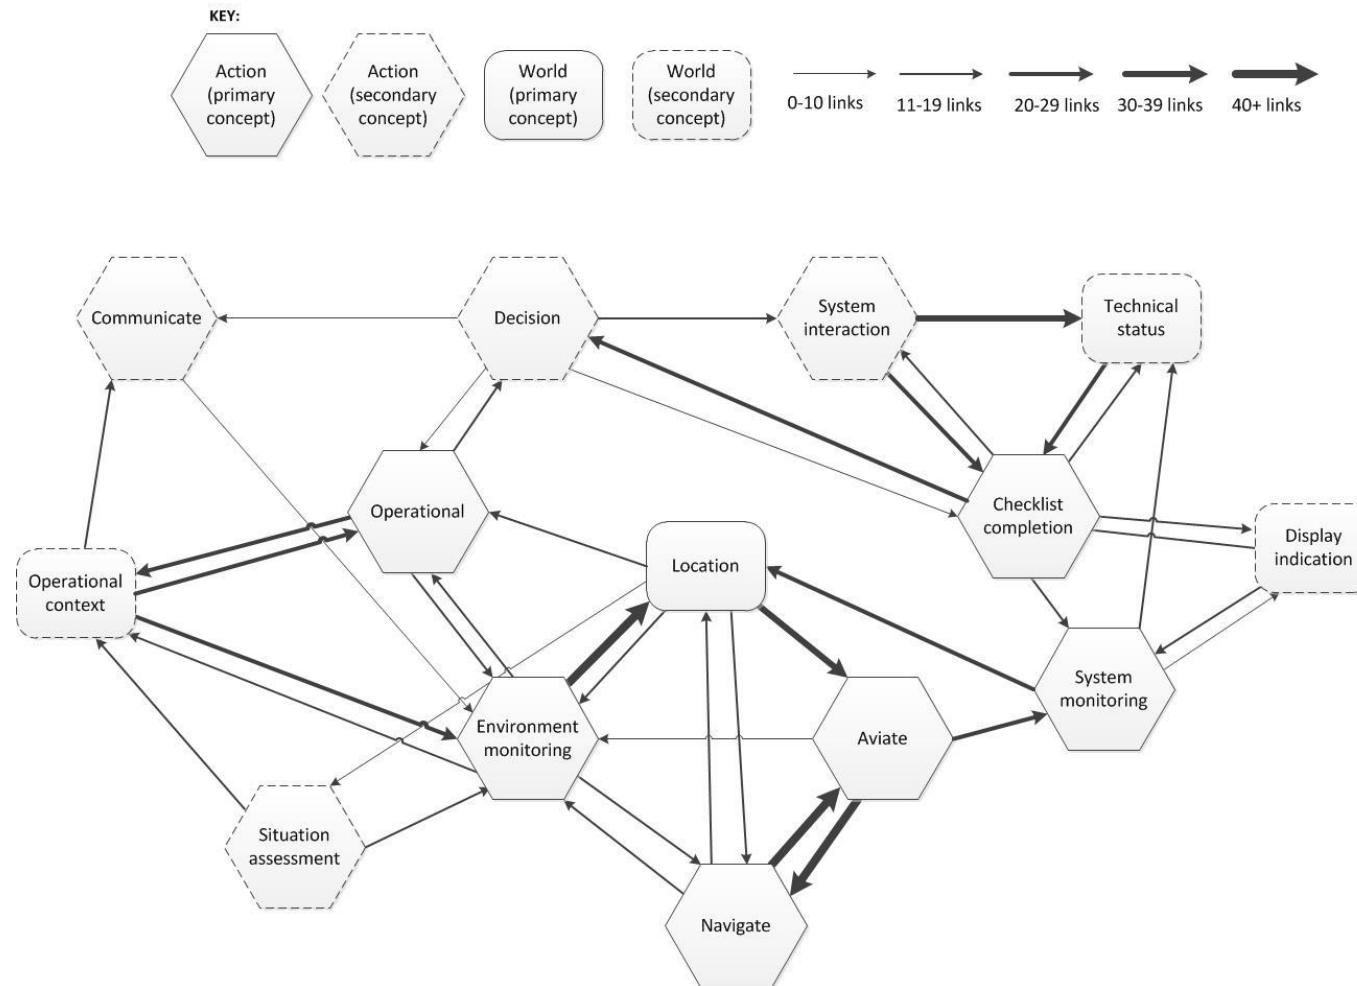 KEY:
Action
(primary
concept)
Action
(secondary
concept)
World
(primary
concept)
World
(secondary
concept)
0-10 links
11-19 links
20-29 links
30-39 links
40+ links
Communicate
Decision
System
interaction
Technical
status
Operational
Checklist
completion
Location
Display
indication
Operational
context
System
monitoring
Environment
monitoring
Aviate
Situation
assessment
Navigate